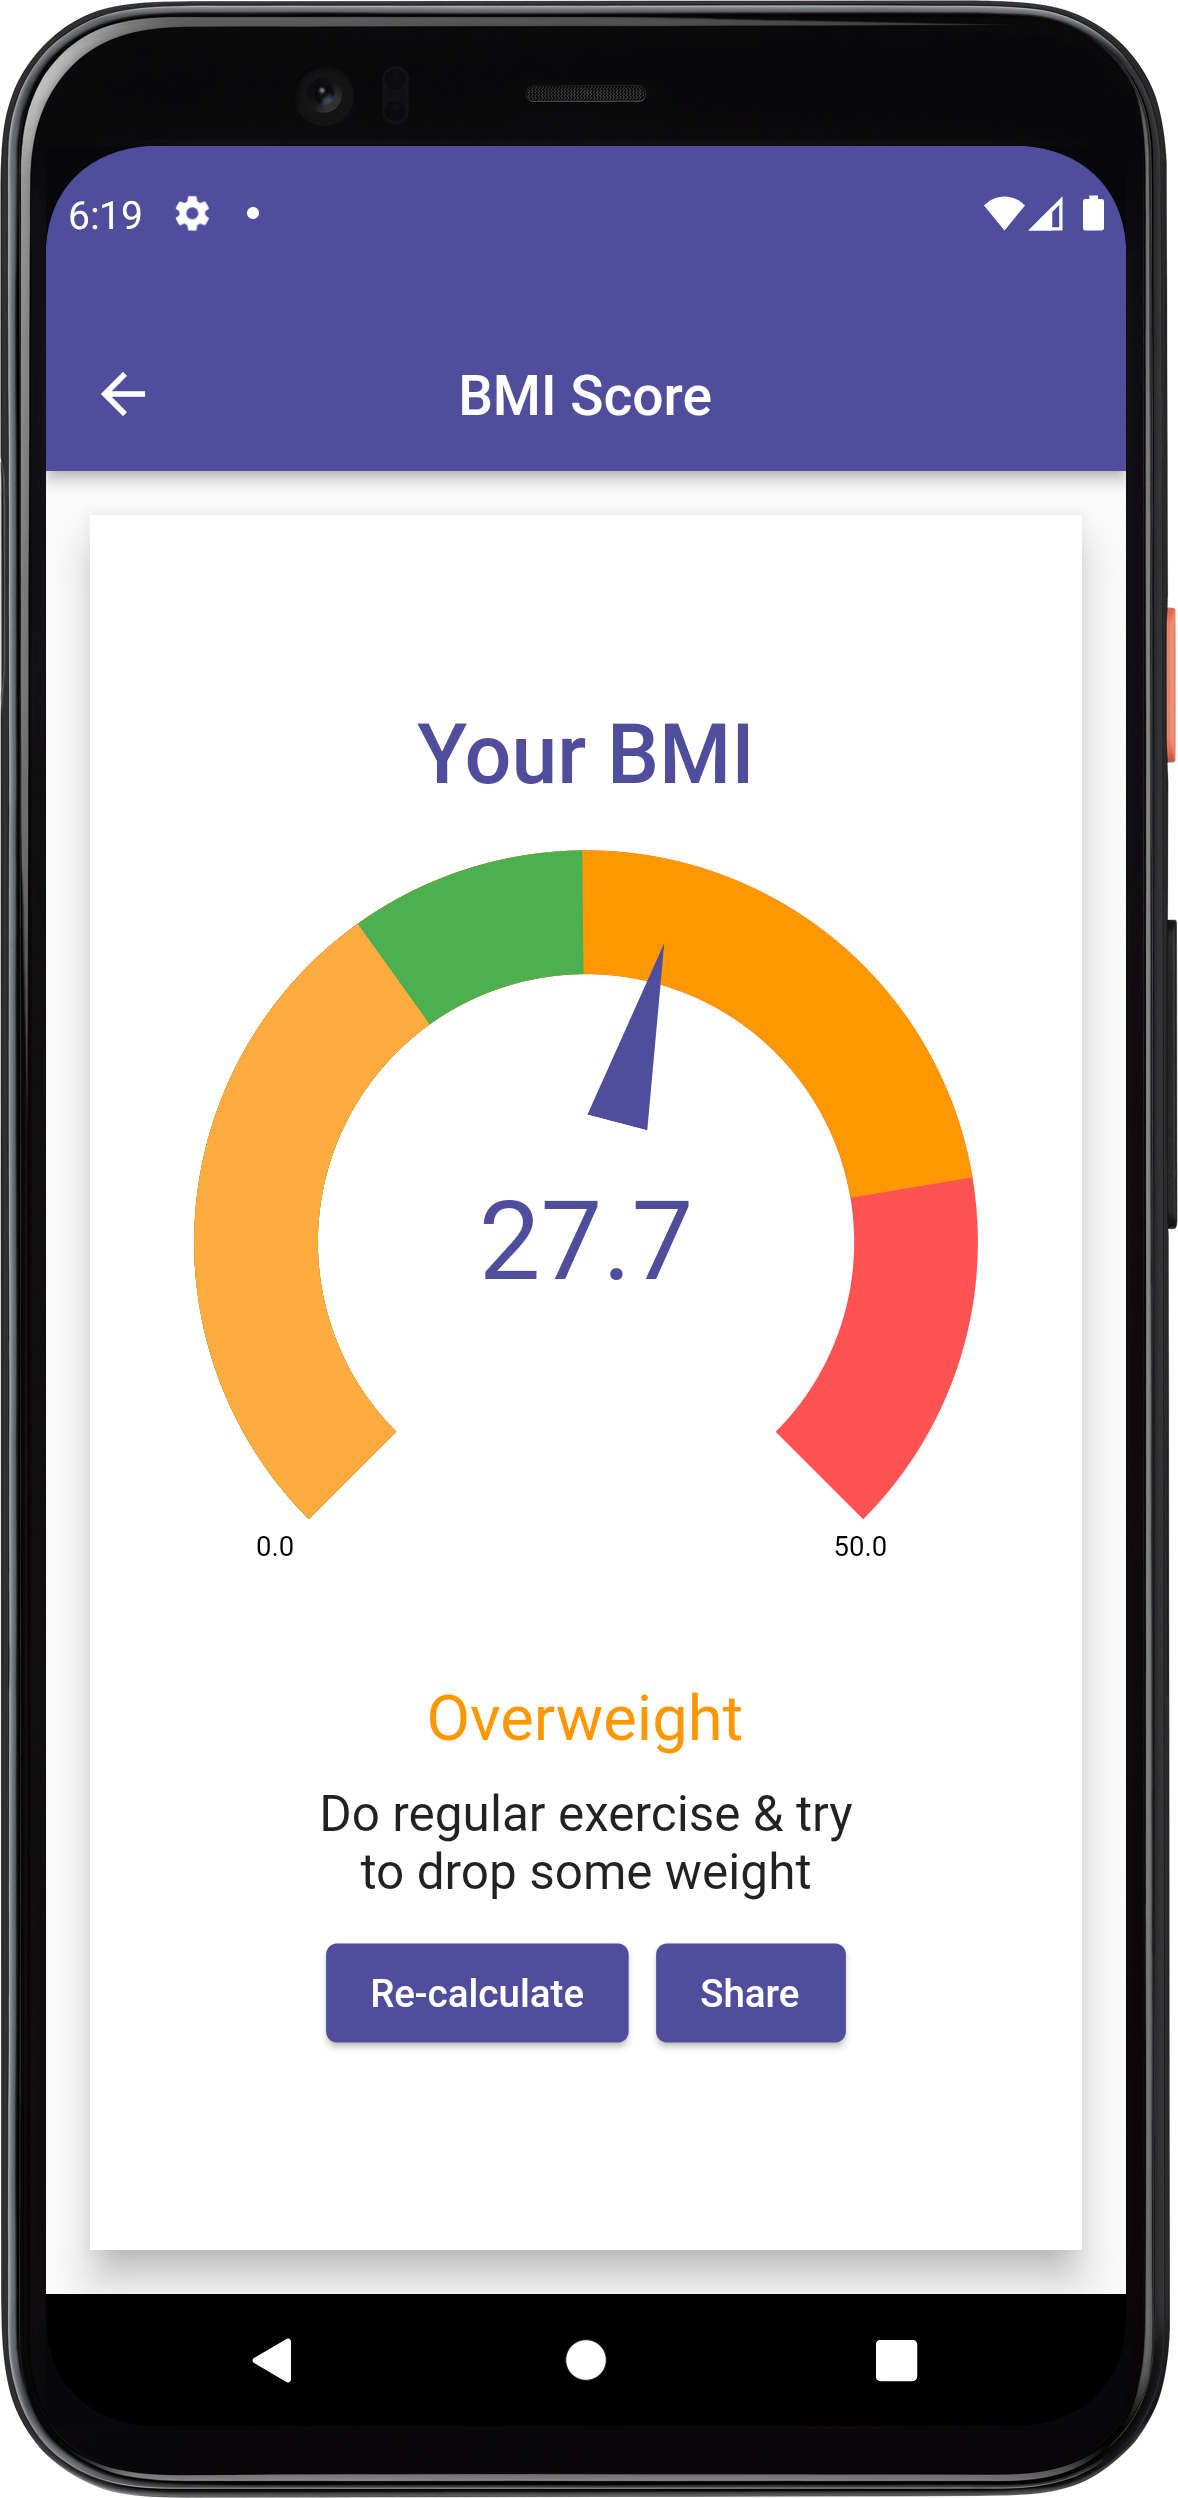 6:19
BMI Score
Your BMI
27.7
0.0
50.0
Overweight
Do regular exercise & try
to drop some weight
Re-calculate
Share